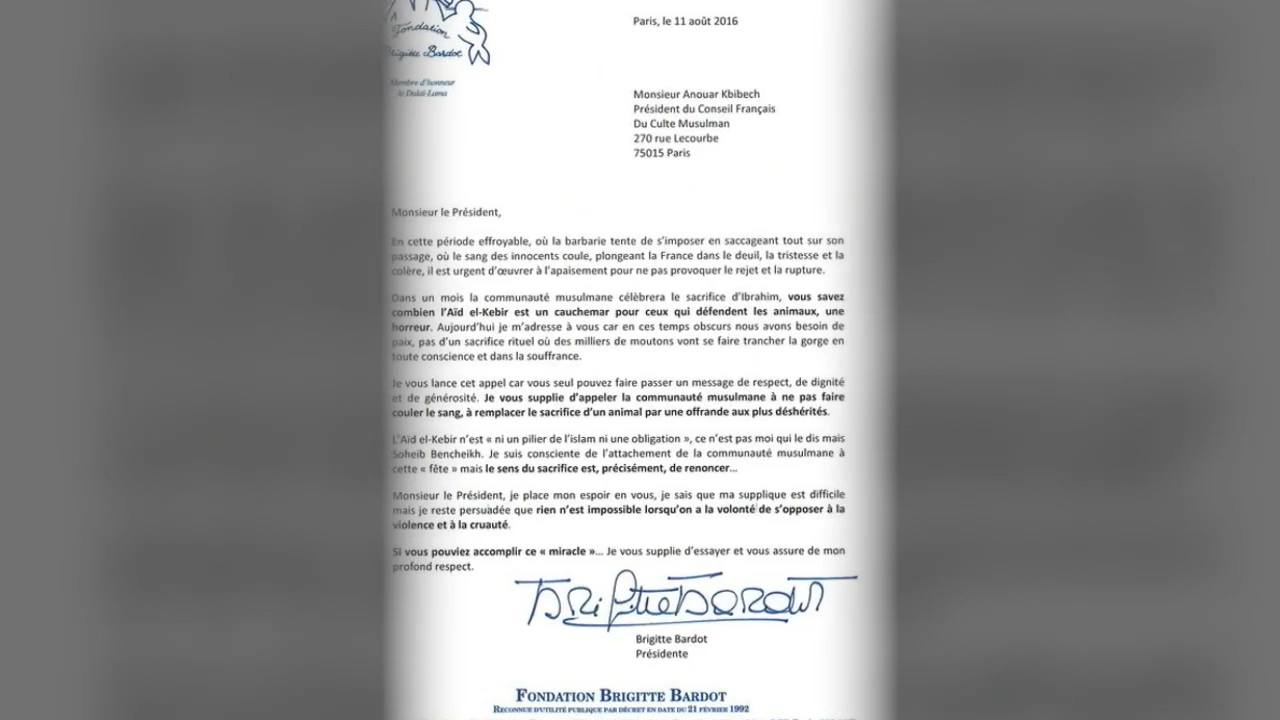 Fondation
Brigitte Bardot
Membre d'honneur
le Dalaï-Lama
Paris, le 11 août 2016
Monsieur Anouar Kbibech
Président du Conseil Français
Du Culte Musulman
270 rue Lecourbe
75015 Paris
Monsieur le Président,
En cette période effroyable, où la barbarie tente de s'imposer en saccageant tout sur son
passage, où le sang des innocents coule, plongeant la France dans le deuil, la tristesse et la
colère, il est urgent d'œuvrer à l'apaisement pour ne pas provoquer le rejet et la rupture.
Dans un mois la communauté musulmane célèbrera le sacrifice d'Ibrahim, vous savez
combien l'Aïd el-Kebir est un cauchemar pour ceux qui défendent les animaux, une
horreur. Aujourd'hui je m'adresse à vous car en ces temps obscurs nous avons besoin de
paix, pas d'un sacrifice rituel où des milliers de moutons vont se faire trancher la gorge en
toute conscience et dans la souffrance.
Je vous lance cet appel car vous seul pouvez faire passer un message de respect, de dignité
et de générosité. Je vous supplie d'appeler la communauté musulmane à ne pas faire
couler le sang, à remplacer le sacrifice d'un animal par une offrande aux plus déshérités.
L'Aïd el-Kebir n'est « ni un pilier de l'islam ni une obligation », ce n'est pas moi qui le dis mais
Soheib Bencheikh. Je suis consciente de l'attachement de la communauté musulmane à
cette « fête » mais le sens du sacrifice est, précisément, de renoncer...
Monsieur le Président, je place mon espoir en vous, je sais que ma supplique est difficile
mais je reste persuadée que rien n'est impossible lorsqu'on a la volonté de s'opposer à la
violence et à la cruauté.
Si vous pouviez accomplir ce « miracle »... Je vous supplie d'essayer et vous assure de mon
profond respect.
Brigitte Bardot
Brigitte Bardot
Présidente
FONDATION BRIGITTE BARDOT
RECONNUE D'UTILITÉ PUBLIQUE PAR DÉCRET EN DATE DU 21 FÉVRIER 1992